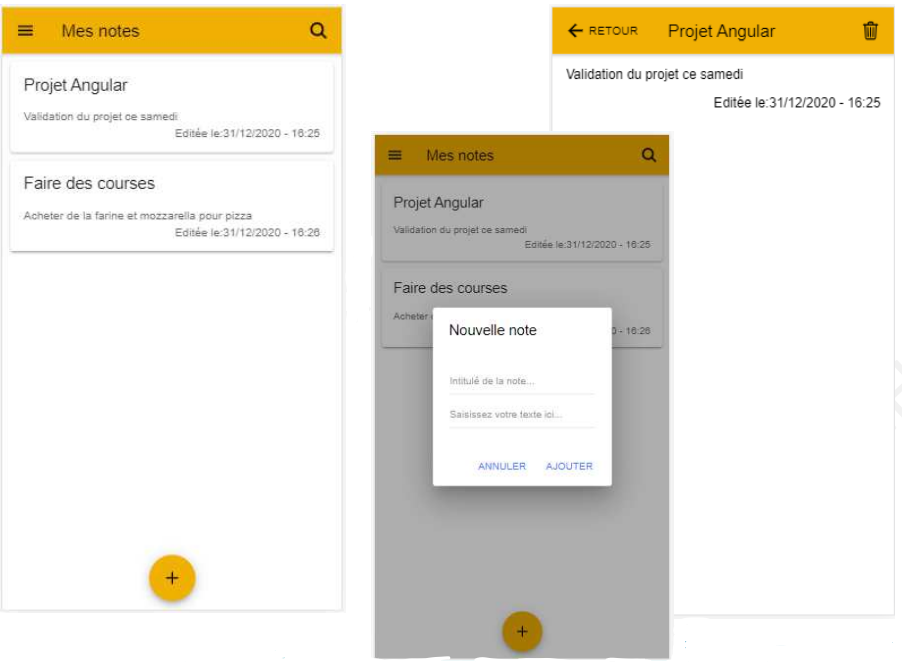 Mes notes
Projet Angular
Validation du projet ce samedi
Editée le:31/12/2020 - 16:25
Faire des courses
Acheter de la farine et mozzarella pour pizza
Editée le:31/12/2020 - 16:26
+
Mes notes
Projet Angular
Validation du projet ce samedi
Editée le:31/12/2020 - 16:25
Faire des courses
Acheter
- 16:26
Nouvelle note
Intitulé de la note...
Saisissez votre texte ici...
ANNULER AJOUTER
+
RETOUR Projet Angular
Validation du projet ce samedi
Editée le:31/12/2020 - 16:25